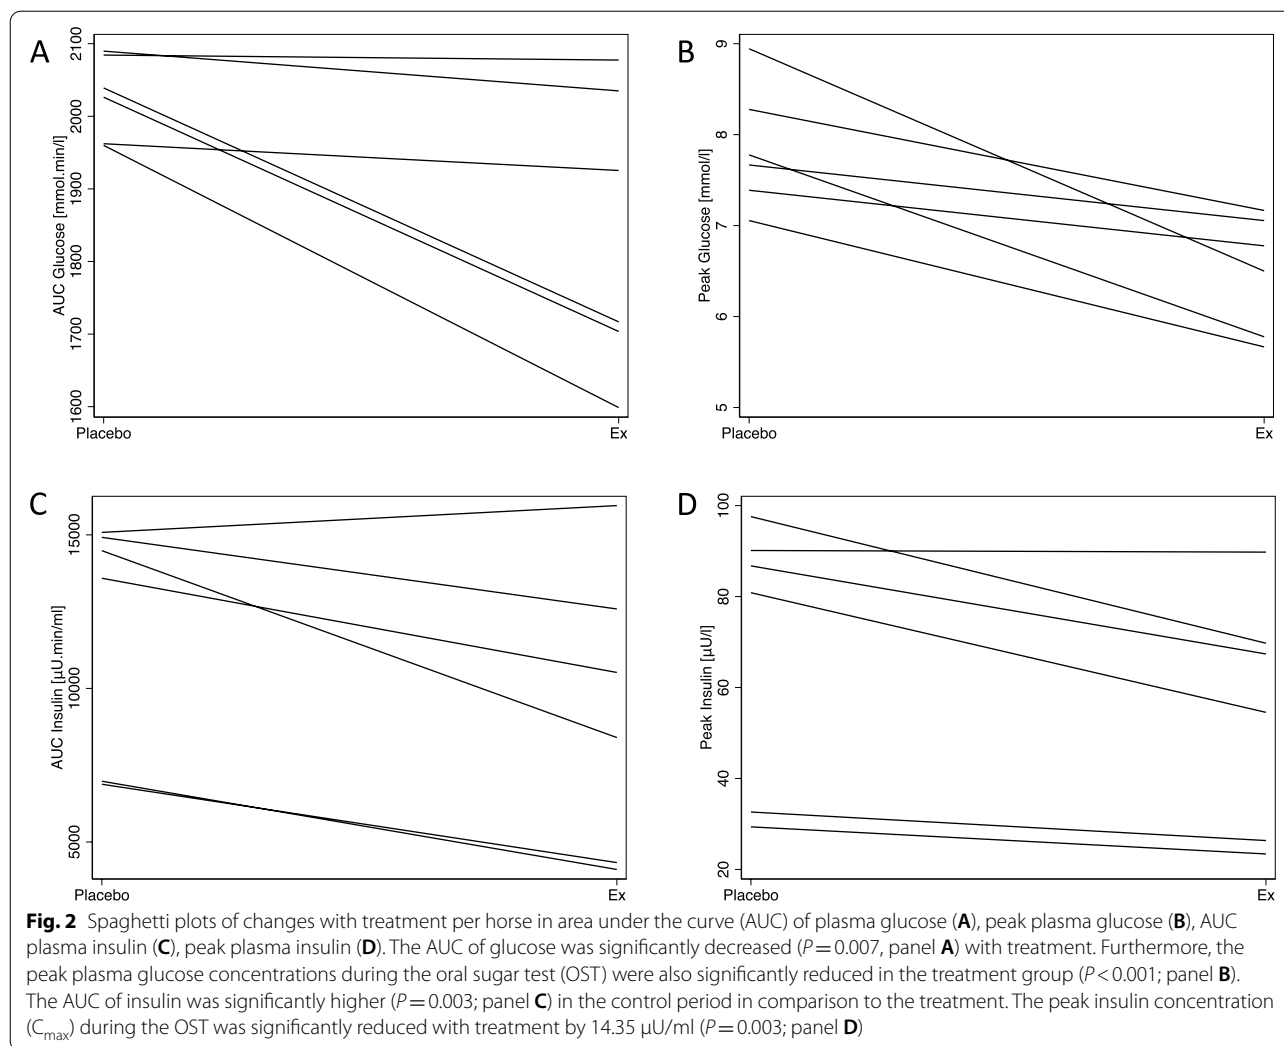 A
AUC Glucose [mmol.min/l]
2100
2000
1900
1800
1700
1600
Placebo
Ex
B
Peak Glucose [mmol/l]
9
8
7
6
5
Placebo
Ex
C
AUC Insulin [µU.min/ml]
15000
10000
5000
Placebo
Ex
D
Peak Insulin [µU/l]
100
80
60
40
20
Placebo
Ex
Fig. 2 Spaghetti plots of changes with treatment per horse in area under the curve (AUC) of plasma glucose (A), peak plasma glucose (B), AUC
plasma insulin (C), peak plasma insulin (D). The AUC of glucose was significantly decreased (P = 0.007, panel A) with treatment. Furthermore, the
peak plasma glucose concentrations during the oral sugar test (OST) were also significantly reduced in the treatment group (P < 0.001; panel B).
The AUC of insulin was significantly higher (P = 0.003; panel C) in the control period in comparison to the treatment. The peak insulin concentration
(Cmax) during the OST was significantly reduced with treatment by 14.35 µU/ml (P = 0.003; panel D)